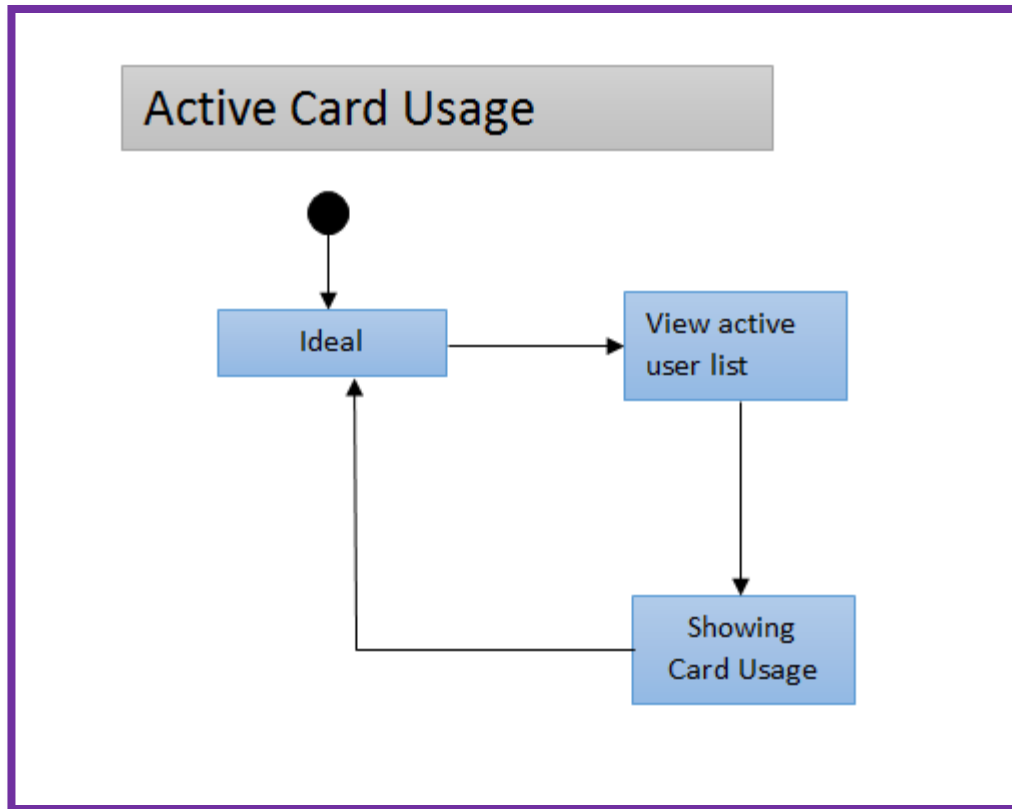 Active Card Usage
Ideal
View active
user list
Showing
Card Usage